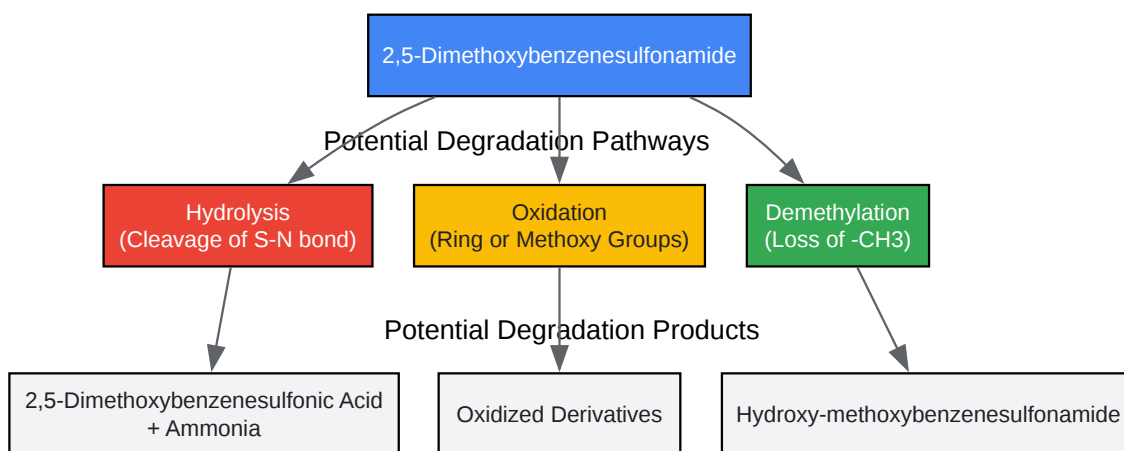 2,5-Dimethoxybenzenesulfonamide
Potential Degradation Pathways
Hydrolysis
(Cleavage of S-N bond)
Oxidation
(Ring or Methoxy Groups)
Demethylation
(Loss of -CH3)
Potential Degradation Products
2,5-Dimethoxybenzenesulfonic Acid
+ Ammonia
Oxidized Derivatives
Hydroxy-methoxybenzenesulfonamide